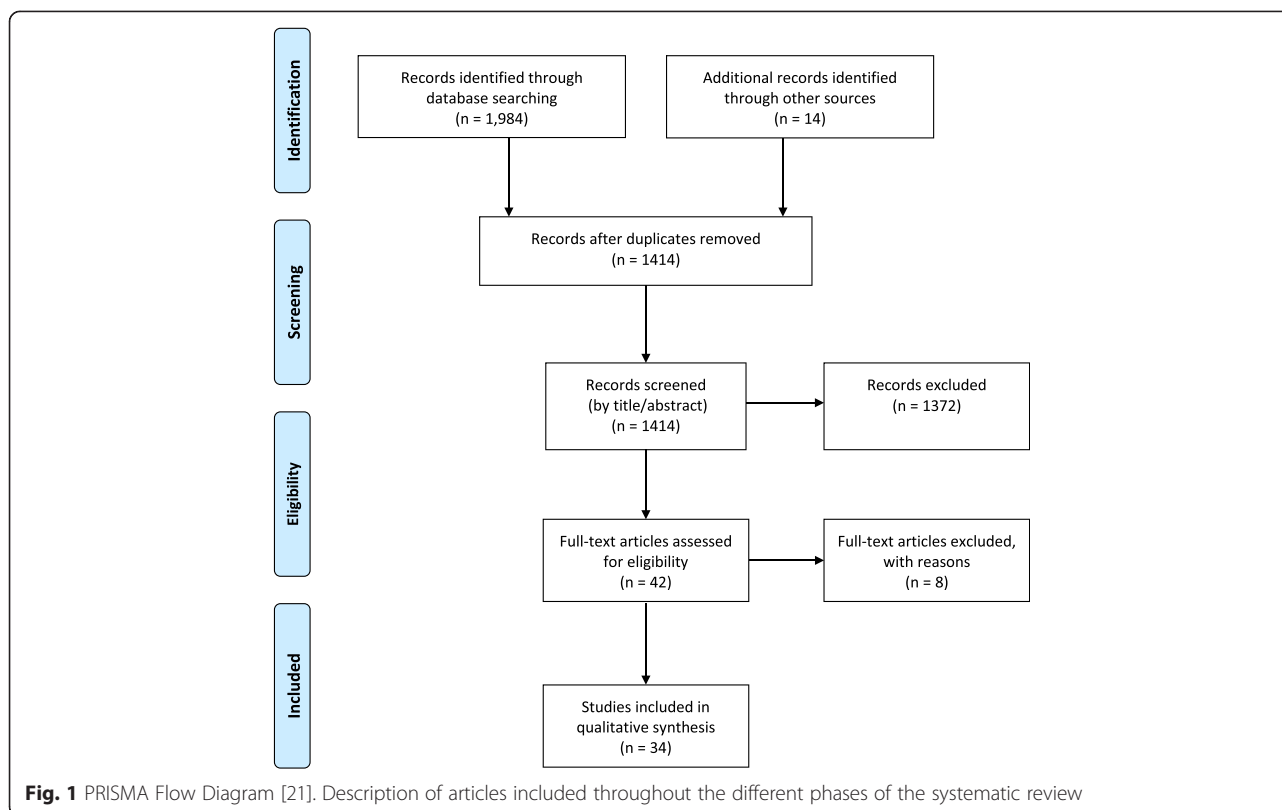 Identification
Records identified through
database searching
(n = 1,984)
Additional records identified
through other sources
(n = 14)
Screening
Records after duplicates removed
(n = 1414)
Records screened
(by title/abstract)
(n = 1414)
Records excluded
(n = 1372)
Eligibility
Full-text articles assessed
for eligibility
(n = 42)
Full-text articles excluded,
with reasons
(n = 8)
Included
Studies included in
qualitative synthesis
(n = 34)
Fig. 1 PRISMA Flow Diagram [21]. Description of articles included throughout the different phases of the systematic review